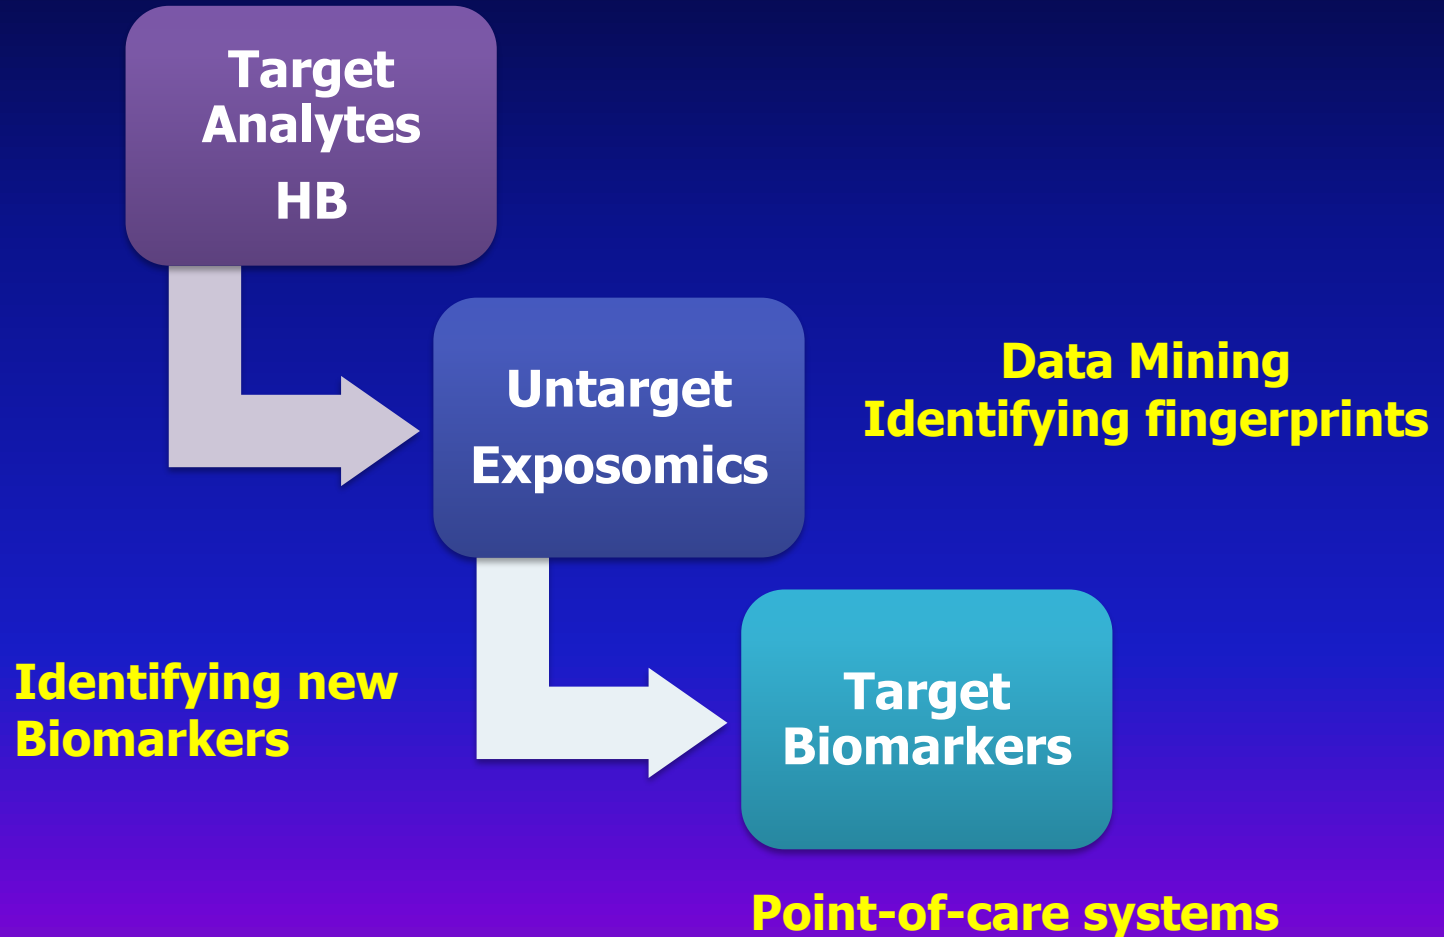 Target
Analytes
HB
Untarget
Exposomics
Data Mining
Identifying fingerprints
Identifying new
Biomarkers
Target
Biomarkers
Point-of-care systems